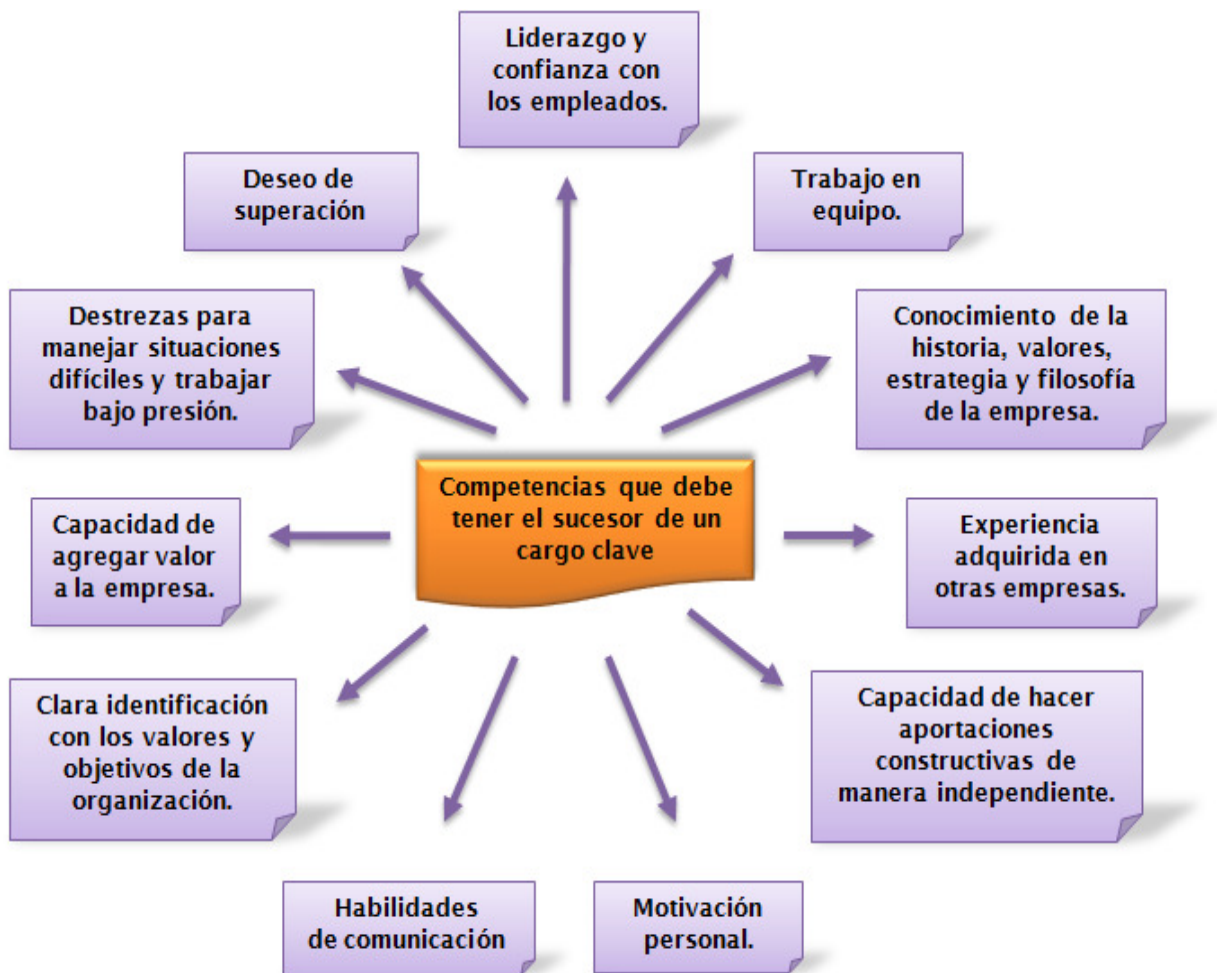 Liderazgo y
confianza con
los empleados.
Deseo de
superación
Trabajo en
equipo.
Destrezas para
manejar situaciones
difíciles y trabajar
bajo presión.
Conocimiento de la
historia, valores,
estrategia y filosofía
de la empresa.
Competencias que debe
tener el sucesor de un
cargo clave
Capacidad de
agregar valor
a la empresa.
Experiencia
adquirida en
otras empresas.
Clara identificación
con los valores y
objetivos de la
organización.
Capacidad de hacer
aportaciones
constructivas de
manera independiente.
Habilidades
de comunicación
Motivación
personal.